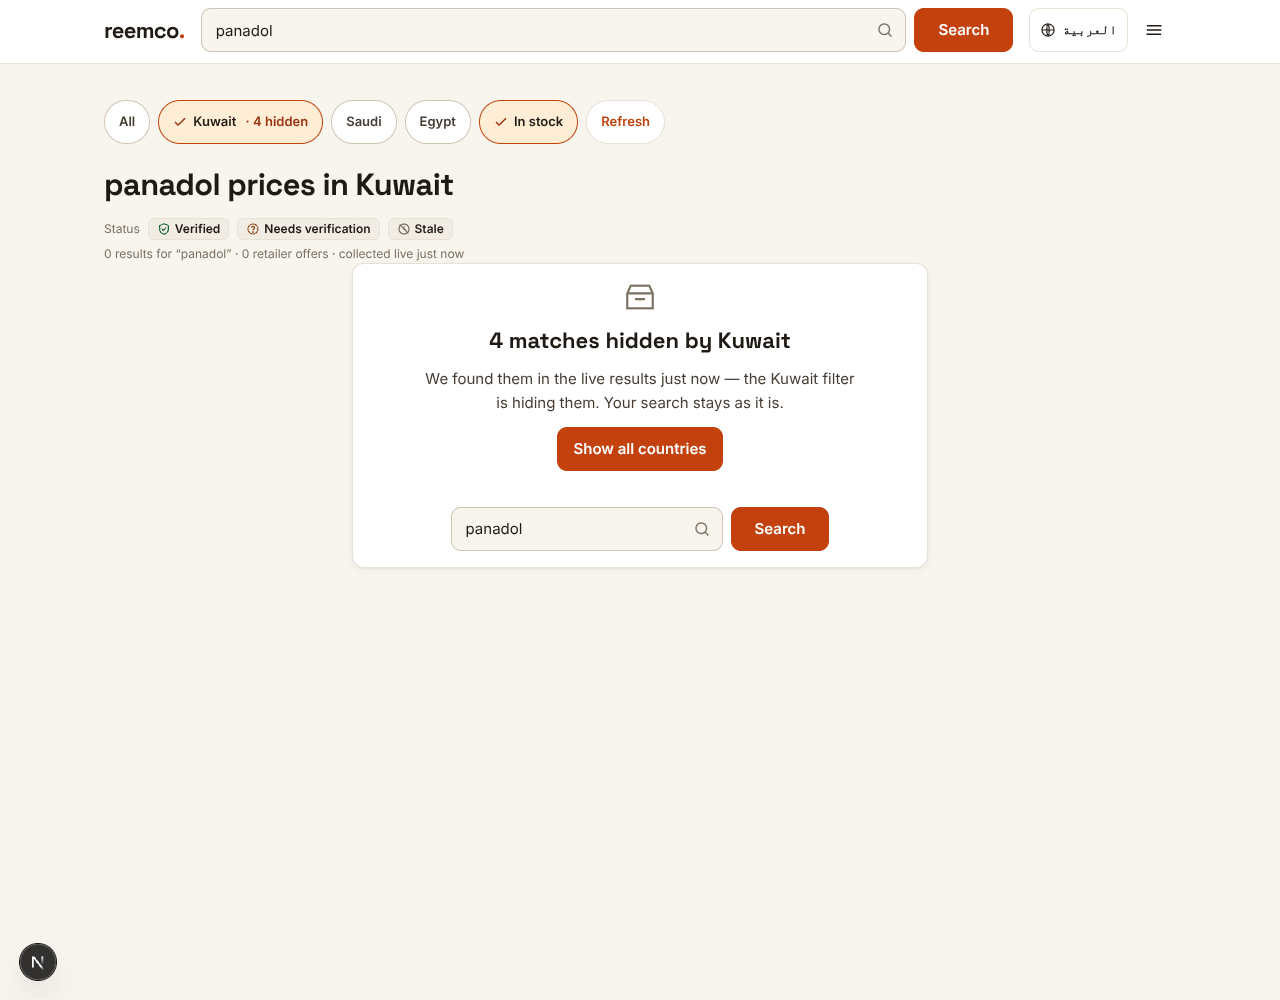 reemco.
panadol
Search
العربية
All
Kuwait · 4 hidden
Saudi
Egypt
In stock
Refresh
panadol prices in Kuwait
Status
Verified
Needs verification
Stale
0 results for “panadol” · 0 retailer offers · collected live just now
4 matches hidden by Kuwait
We found them in the live results just now — the Kuwait filter
is hiding them. Your search stays as it is.
Show all countries
panadol
Search
N